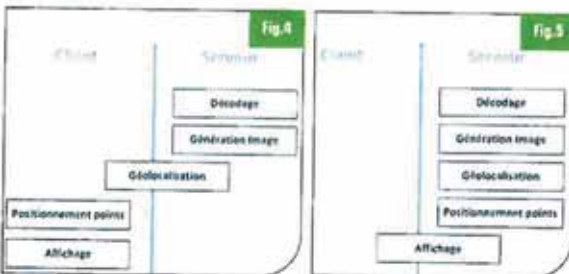 Fig.4
Client Serveur
Décodage
Génération Image
Géolocalisation
Positionnement points
Affichage
Fig.5
Client Serveur
Décodage
Génération Image
Géolocalisation
Positionnement points
Affichage